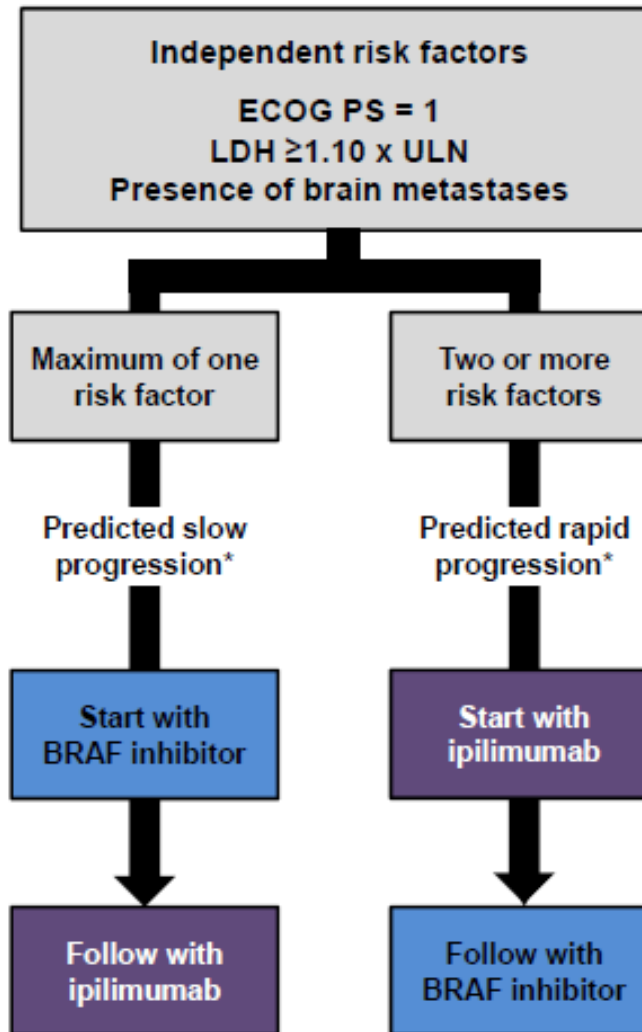 Independent risk factors
ECOG PS = 1
LDH ≥1.10 x ULN
Presence of brain metastases
Maximum of one
risk factor
Two or more
risk factors
Predicted slow
progression*
Predicted rapid
progression*
Start with
BRAF inhibitor
Start with
ipilimumab
Follow with
ipilimumab
Follow with
BRAF inhibitor